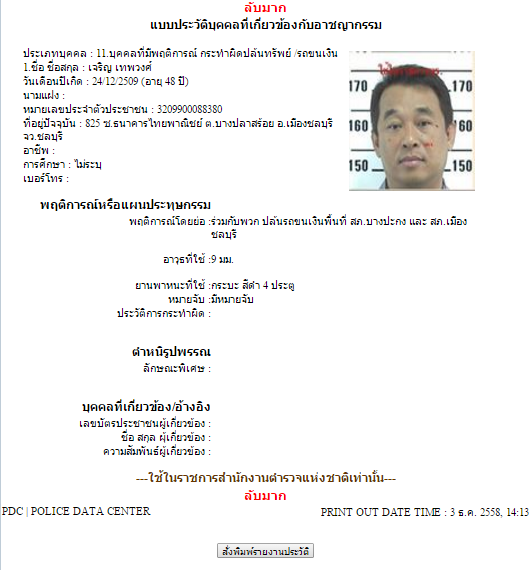 ลับมาก
แบบประวัติบุคคลที่เกี่ยวข้องกับอาชญากรรม
ประเภทบุคคล : 11.บุคคลที่มีพฤติการณ์ กระทำผิดปล้นทรัพย์ /รถขนเงิน
1.ชื่อ ชื่อสกุล : เจริญ เทพวงศ์
วันเดือนปีเกิด : 24/12/2509 (อายุ 48 ปี)
นามแฝง :
หมายเลขประจำตัวประชาชน : 3209900088380
ที่อยู่ปัจจุบัน : 825 ซ.ธนาคารไทยพาณิชย์ ต.บางปลาสร้อย อ.เมืองชลบุรี
จว.ชลบุรี
อาชีพ :
การศึกษา : ไม่ระบุ
เบอร์โทร :
170 170
160 160
150 150
พฤติการณ์หรือแผนประทุษกรรม
พฤติการณ์โดยย่อ :ร่วมกับพวก ปล้นรถขนเงินพื้นที่ สภ.บางปะกง และ สภ.เมือง
ชลบุรี
อาวุธที่ใช้ :9 มม.
ยานพาหนะที่ใช้ :กระบะ สีดำ 4 ประตู
หมายจับ :มีหมายจับ
ประวัติการกระทำผิด :
ตำหนิรูปพรรณ
ลักษณะพิเศษ :
บุคคลที่เกี่ยวข้อง/อ้างอิง
เลขบัตรประชาชนผู้เกี่ยวข้อง :
ชื่อ สกุล ผู้เกี่ยวข้อง :
ความสัมพันธ์ผู้เกี่ยวข้อง :
---ใช้ในราชการสำนักงานตำรวจแห่งชาติเท่านั้น---
ลับมาก
PDC | POLICE DATA CENTER
PRINT OUT DATE TIME : 3 ธ.ค. 2558, 14:13
สั่งพิมพ์รายงานประวัติ